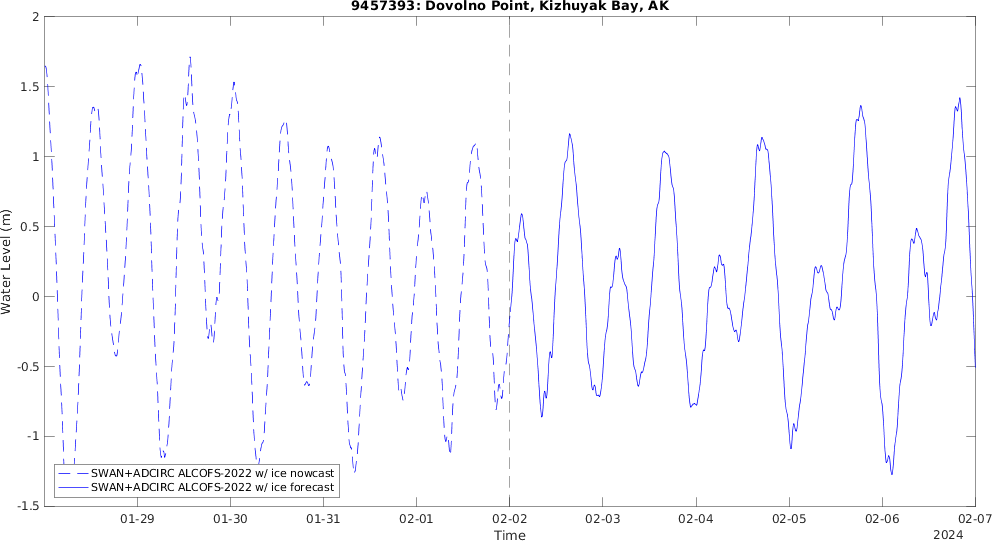 9457393: Dovolno Point, Kizhuyak Bay, AK
Water Level (m)
2
1.5
1
0.5
0
-0.5
-1
-1.5
SWAN+ADCIRC ALCOFS-2022 w/ ice nowcast
SWAN+ADCIRC ALCOFS-2022 w/ ice forecast
01-29 01-30 01-31 02-01 02-02 02-03 02-04 02-05 02-06 02-07
Time
2024